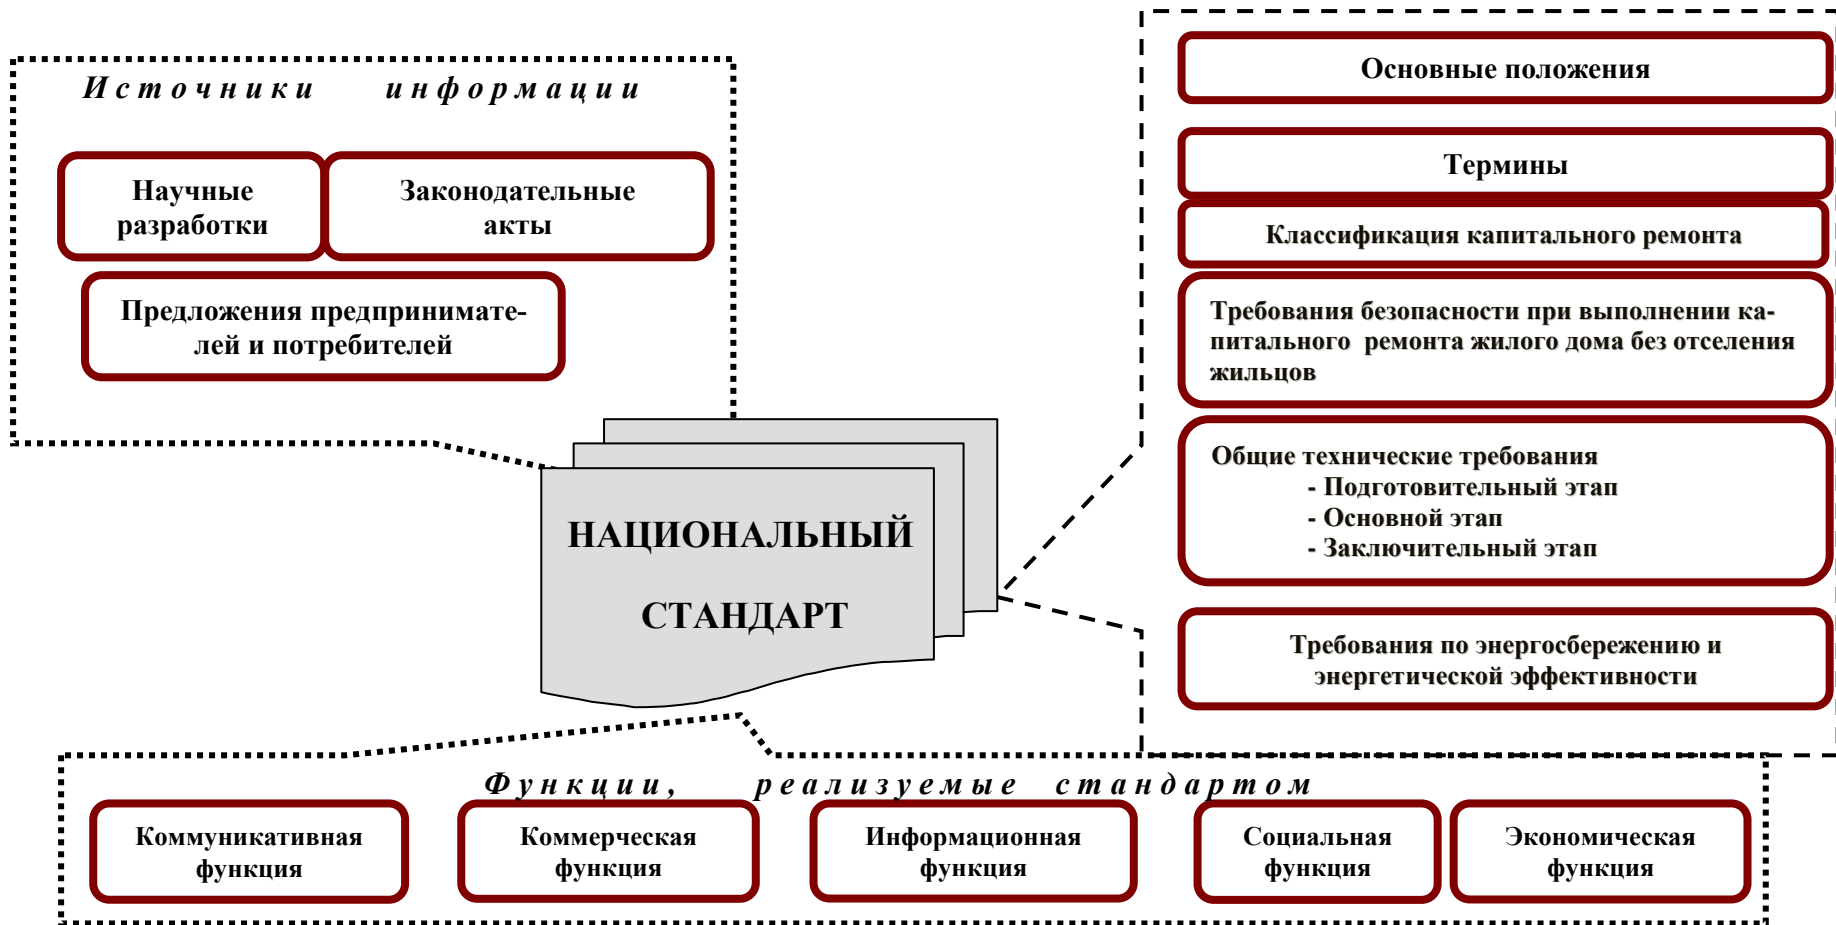 Источники информации
Научные
разработки
Законодательные
акты
Предложения предпринимате-
лей и потребителей
НАЦИОНАЛЬНЫЙ
СТАНДАРТ
Основные положения
Термины
Классификация капитального ремонта
Требования безопасности при выполнении ка-
питального ремонта жилого дома без отселения
жильцов
Общие технические требования
- Подготовительный этап
- Основной этап
- Заключительный этап
Требования по энергосбережению и
энергетической эффективности
Функции, реализуемые стандартом
Коммуникативная
функция
Коммерческая
функция
Информационная
функция
Социальная
функция
Экономическая
функция